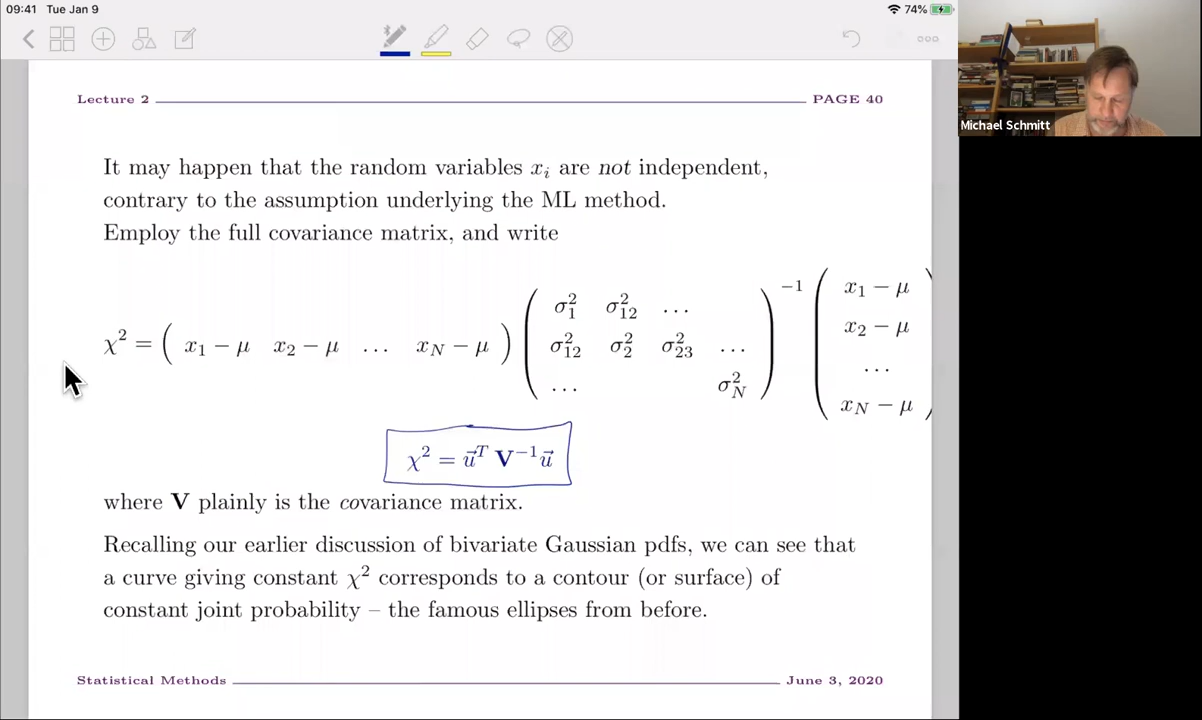 09:41 Tue Jan 9
74%
Lecture 2 PAGE 40
Michael Schmitt
It may happen that the random variables xᵢ are not independent,
contrary to the assumption underlying the ML method.
Employ the full covariance matrix, and write
χ² = ( x₁ − μ x₂ − μ … x_N − μ ) ( σ₁² σ₁₂² … 
σ₁₂² σ₂² σ₂₃² …
… σ_N² )⁻¹ ( x₁ − μ
x₂ − μ
…
x_N − μ )
χ² = u⃗ᵀ V⁻¹ u⃗
where V plainly is the covariance matrix.
Recalling our earlier discussion of bivariate Gaussian pdfs, we can see that
a curve giving constant χ² corresponds to a contour (or surface) of
constant joint probability – the famous ellipses from before.
Statistical Methods June 3, 2020